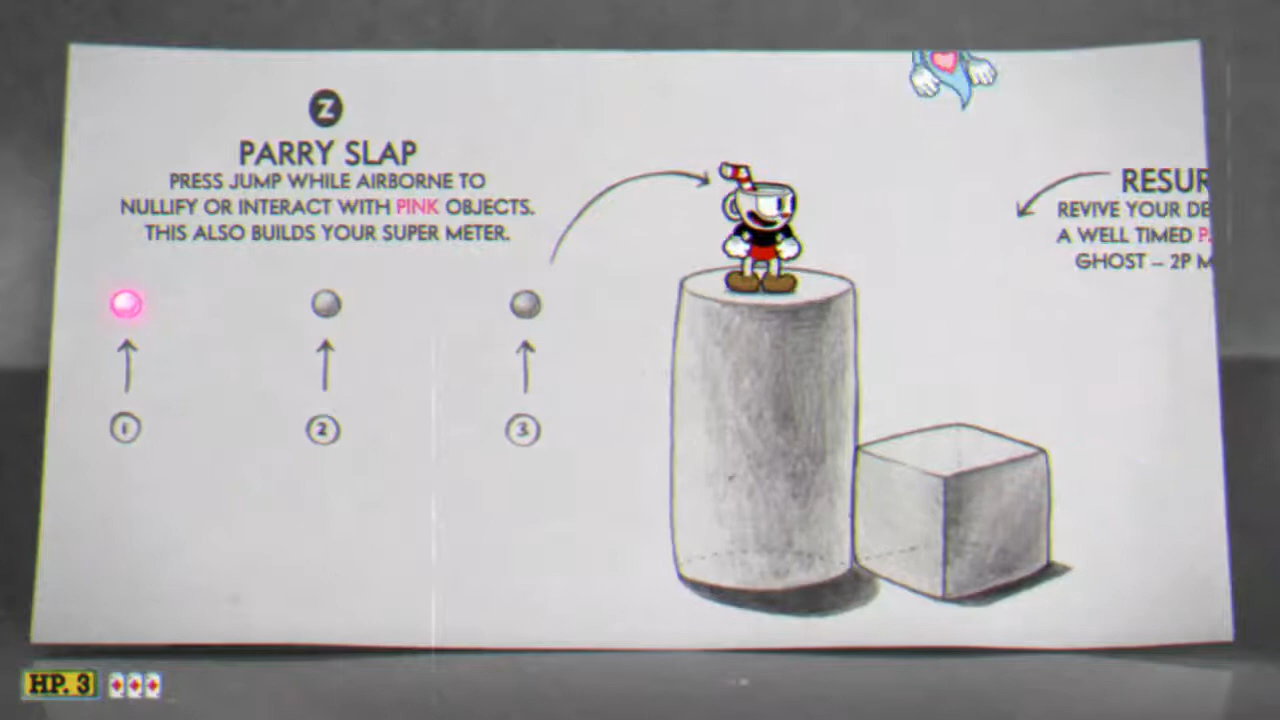 Z
PARRY SLAP
PRESS JUMP WHILE AIRBORNE TO
NULLIFY OR INTERACT WITH PINK OBJECTS.
THIS ALSO BUILDS YOUR SUPER METER.
1
2
3
RESUR
REVIVE YOUR DE
A WELL TIMED P
GHOST – 2P M
HP. 3